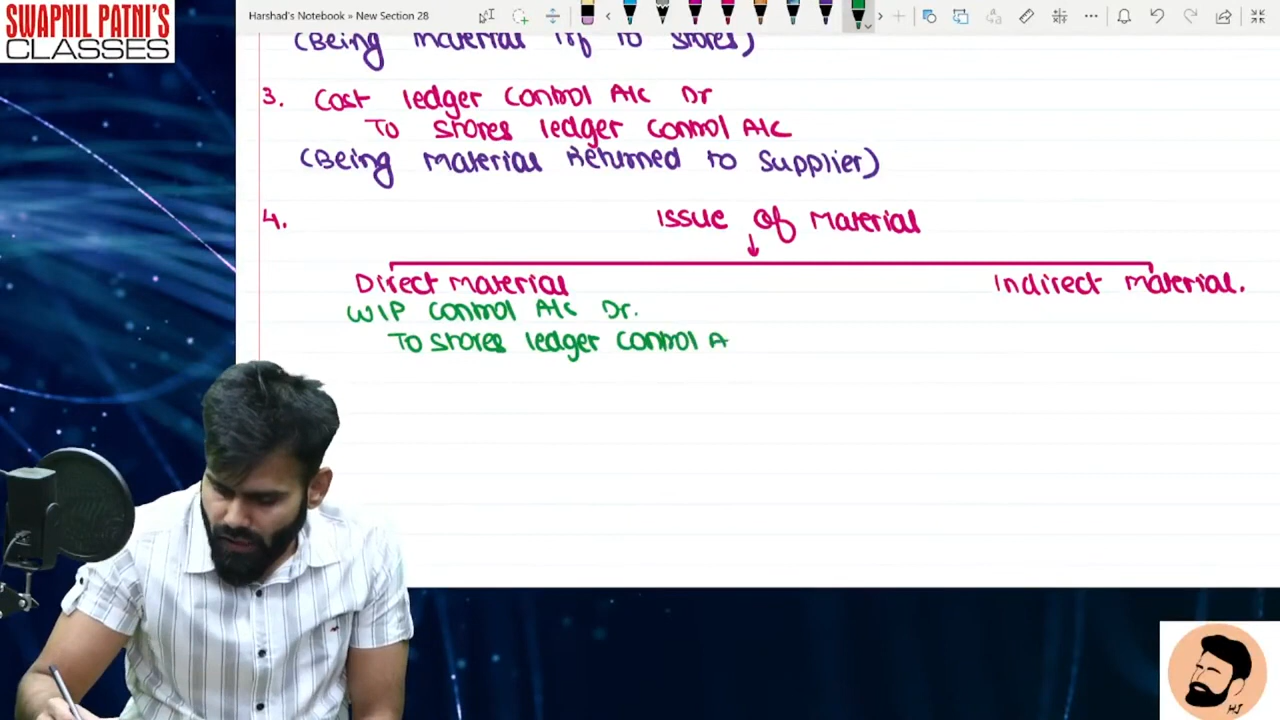 SWAPNIL PATNI'S
CLASSES
Harshad's Notebook » New Section 28
(Being Material to Stores)
3. Cost ledger Control A/c Dr
To stores ledger Control A/c
(Being Material Returned to Supplier)
4. Issue of Material
Direct Material Indirect Material.
WIP Control A/c Dr.
To stores ledger Control A
HJ